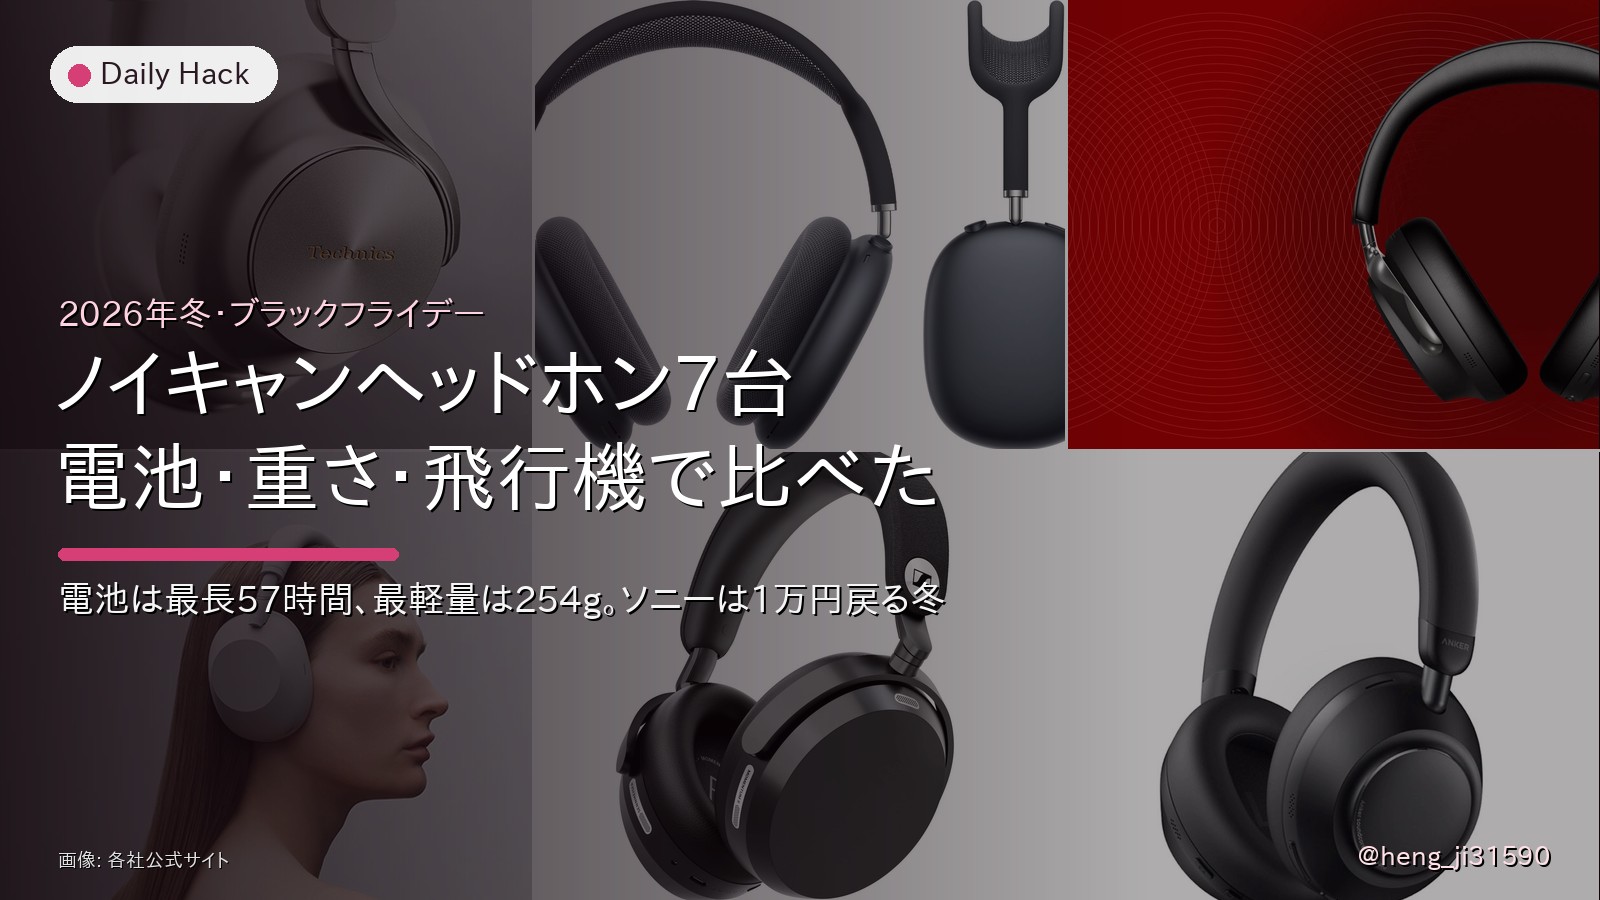 Daily Hack
Technics
2026年冬・ブラックフライデー
ノイキャンヘッドホン7台
電池・重さ・飛行機で比べた
電池は最長57時間、最軽量は254g。ソニーは1万円戻る冬
ANKER
画像: 各社公式サイト
@heng_jf31590